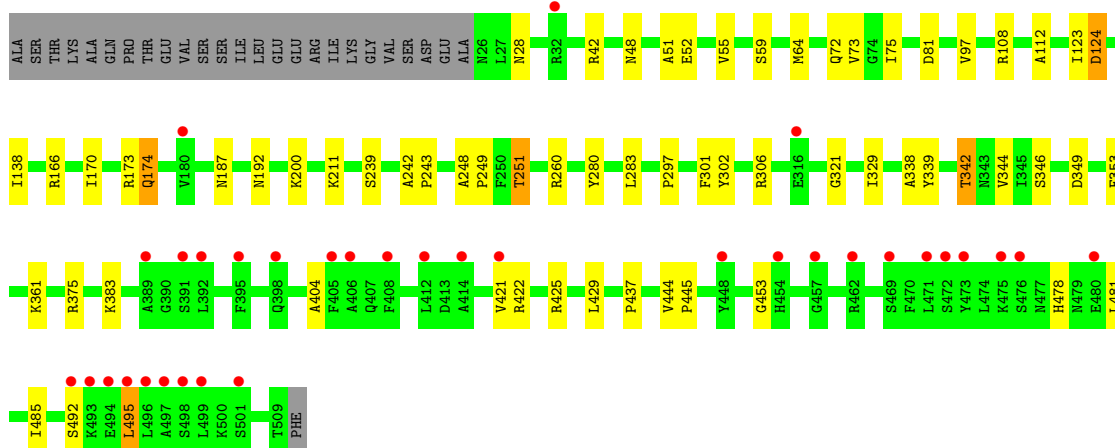 ALA SER THR LYS ALA GLN PRO THR GLU VAL SER SER ILE LEU GLU GLU ARG ILE LYS GLY VAL SER ASP GLU ALA N26 L27 N28 R32 R42 N48 A51 E52 V55 S59 M64 Q72 V73 G74 I75 D81 V97 R108 A112 I123 D124
I138 R166 I170 R173 Q174 V180 N187 N192 K200 K211 S239 A242 P243 A248 P249 F250 T251 R260 Y280 L283 P297 F301 Y302 R306 E316 G321 I329 A338 Y339 T342 N343 V344 I345 S346 D349
K361 R375 K383 A389 G390 S391 L392 F395 Q398 A404 F405 A406 Q407 F408 L412 D413 A414 V421 R422 R425 L429 P437 V444 P445 Y448 G453 H454 G457 R462 S469 F470 L471 S472 Y473 L474 K475 S476 N477 H478 N479 E480 L481
I485 S492 K493 E494 L495 L496 A497 S498 L499 K500 S501 T509 PHE